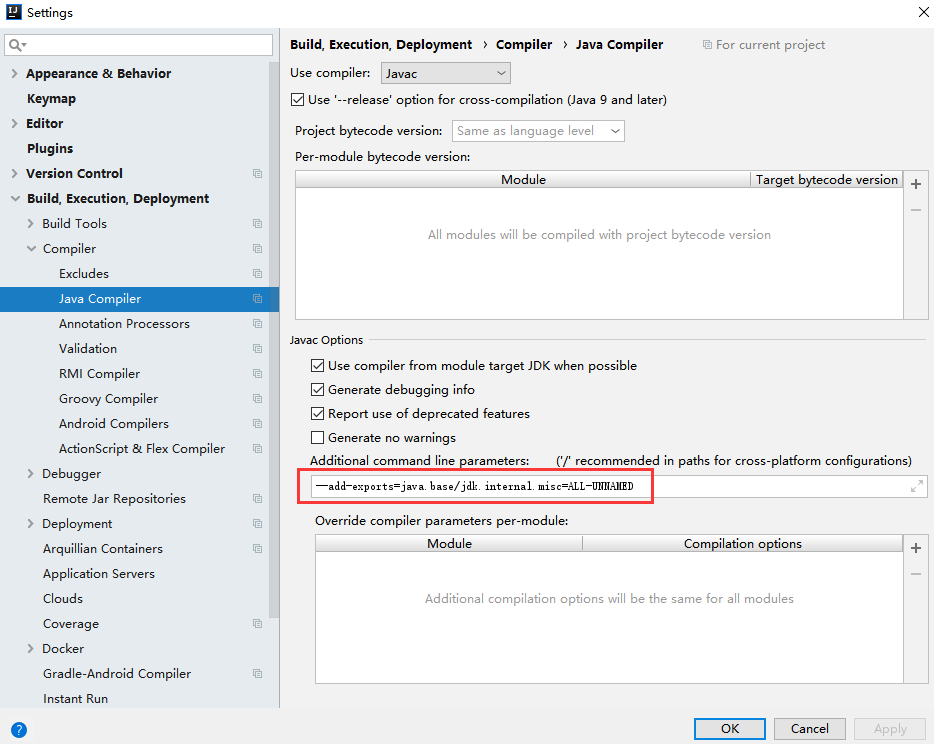 Settings
Build, Execution, Deployment › Compiler › Java Compiler For current project
Use compiler: Javac
Use '--release' option for cross-compilation (Java 9 and later)
Project bytecode version: Same as language level
Per-module bytecode version:
Module Target bytecode version
All modules will be compiled with project bytecode version
Javac Options
Use compiler from module target JDK when possible
Generate debugging info
Report use of deprecated features
Generate no warnings
Additional command line parameters: ('/' recommended in paths for cross-platform configurations)
--add-exports=java.base/jdk.internal.misc=ALL-UNNAMED
Override compiler parameters per-module:
Module Compilation options
Additional compilation options will be the same for all modules
Appearance & Behavior
Keymap
Editor
Plugins
Version Control
Build, Execution, Deployment
Build Tools
Compiler
Excludes
Java Compiler
Annotation Processors
Validation
RMI Compiler
Groovy Compiler
Android Compilers
ActionScript & Flex Compiler
Debugger
Remote Jar Repositories
Deployment
Arquillian Containers
Application Servers
Clouds
Coverage
Docker
Gradle-Android Compiler
Instant Run
? OK Cancel Apply